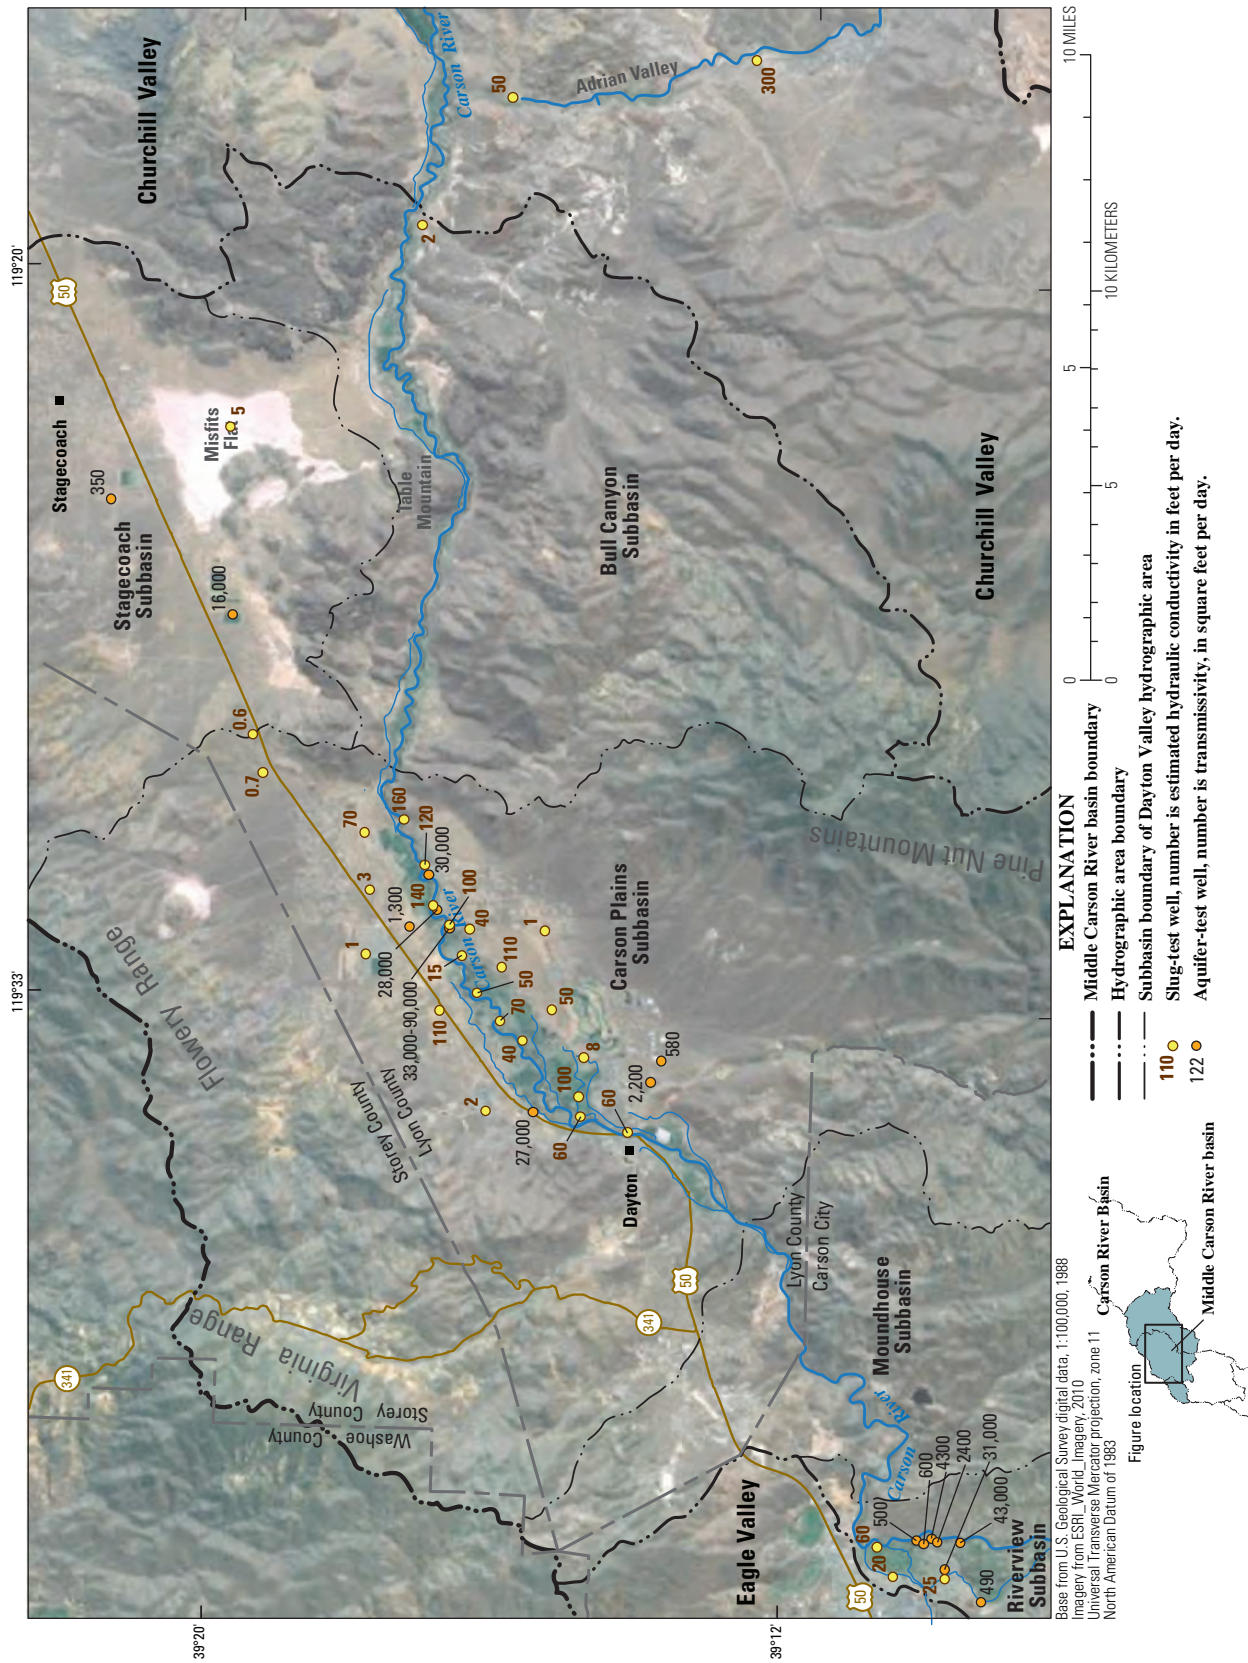 119°33'
119°20'
39°20'
39°12'
Churchill Valley
Carson River
Adrian Valley
50
300
2
50
Stagecoach
Misfits
Flat
5
350
Stagecoach
Subbasin
16,000
Table
Mountain
Bull Canyon
Subbasin
Churchill Valley
0.6
0.7
70
160
120
30,000
3
1,300
140
100
40
1
1
28,000
33,000-90,000
15
Carson River
110
50
110
70
50
40
8
100
60
60
2
27,000
2,200
580
Carson Plains
Subbasin
Pine Nut Mountains
Flowery Range
Storey County
Lyon County
Dayton
Lyon County
Carson City
Moundhouse
Subbasin
341
50
341
Virginia Range
Storey County
Washoe County
Eagle Valley
Carson River
60
500
600
4300
2400
31,000
43,000
20
25
490
50
Riverview
Subbasin
Base from U.S. Geological Survey digital data, 1:100,000, 1988
Imagery from ESRI_World_Imagery, 2010
Universal Transverse Mercator projection, zone 11
North American Datum of 1983
Figure location
Carson River Basin
Middle Carson River basin
EXPLANATION
Middle Carson River basin boundary
Hydrographic area boundary
Subbasin boundary of Dayton Valley hydrographic area
110 Slug-test well, number is estimated hydraulic conductivity in feet per day.
122 Aquifer-test well, number is transmissivity, in square feet per day.
0 5 10 MILES
0 5 10 KILOMETERS